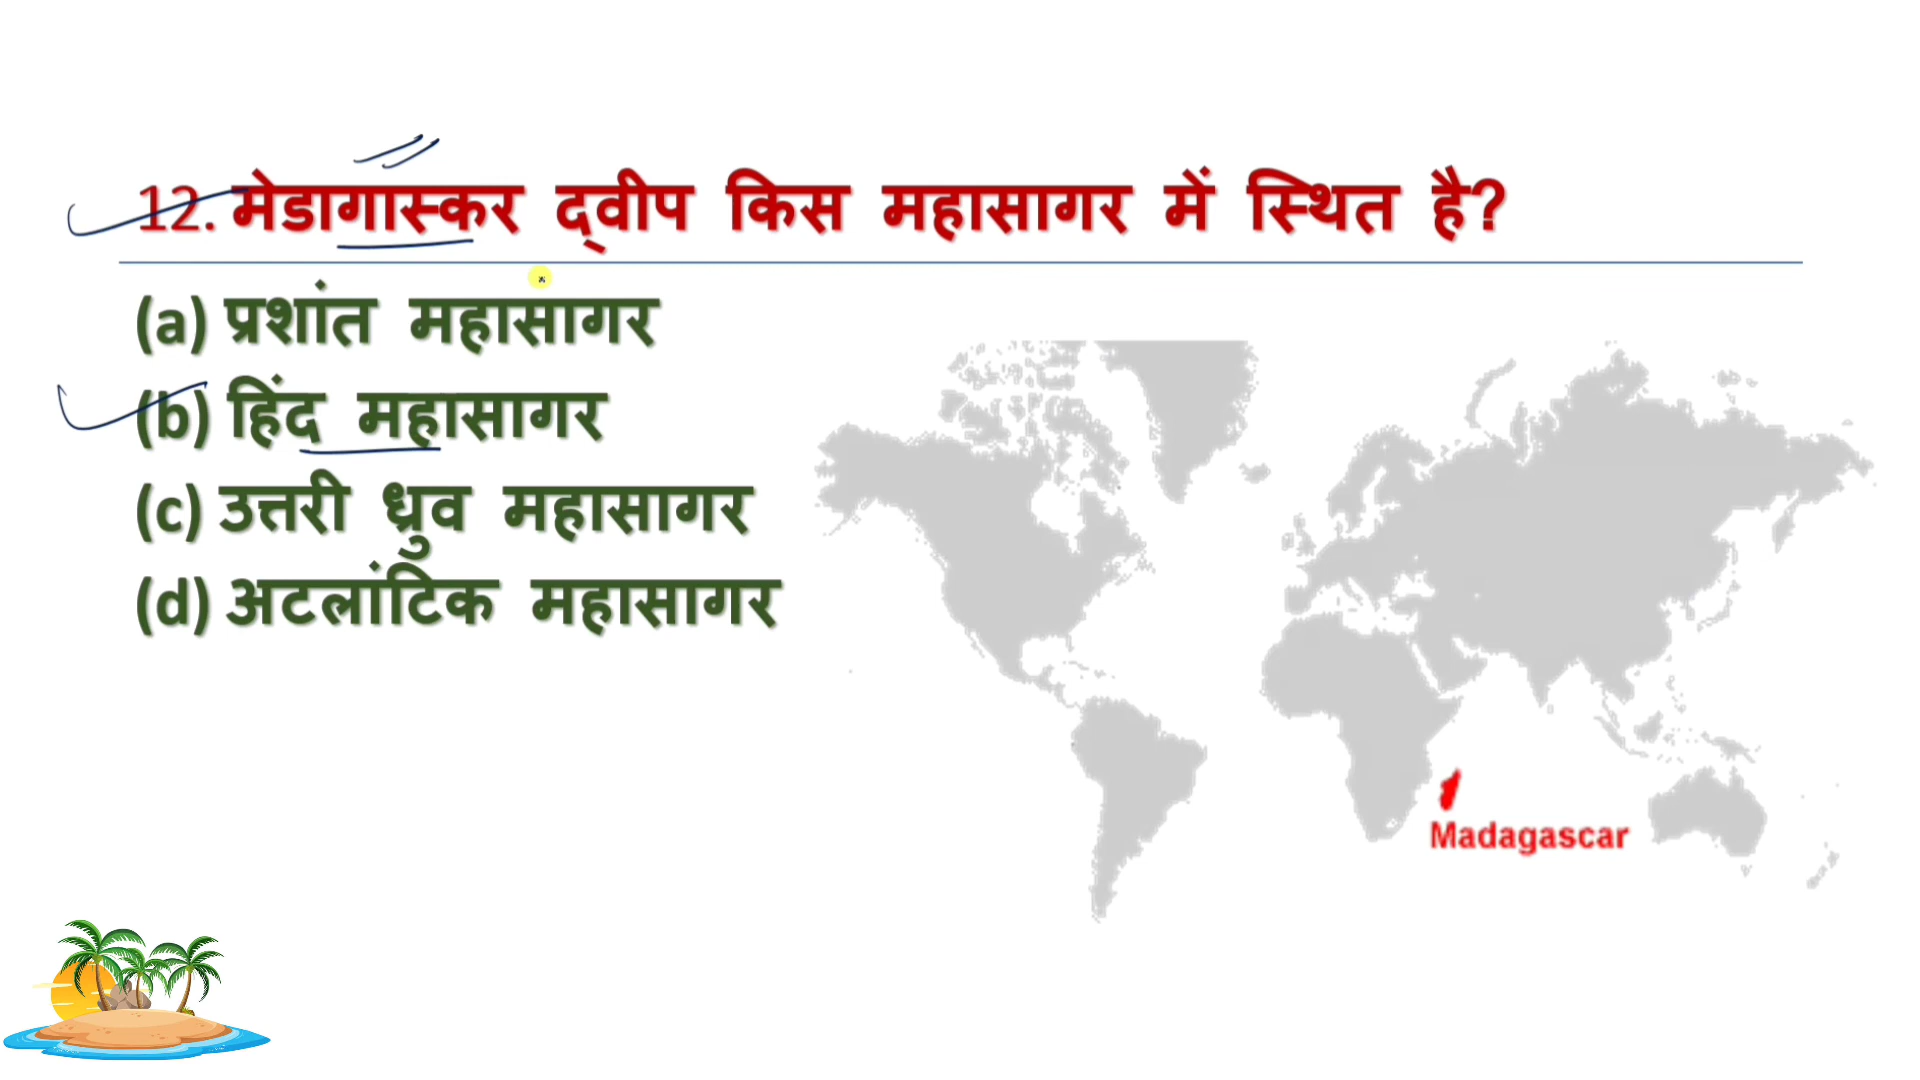 12. मेडागास्कर द्वीप किस महासागर में स्थित है?
(a) प्रशांत महासागर
(b) हिंद महासागर
(c) उत्तरी ध्रुव महासागर
(d) अटलांटिक महासागर
Madagascar